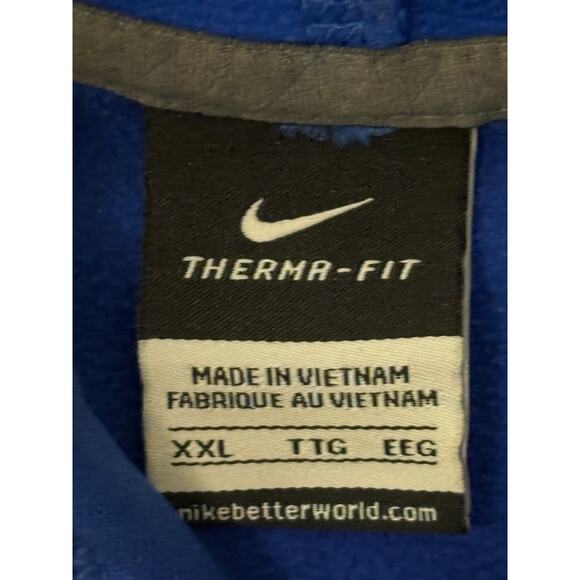 THERMA-FIT
MADE IN VIETNAM
FABRIQUE AU VIETNAM
XXL TTG EEG
nikebetterworld.com